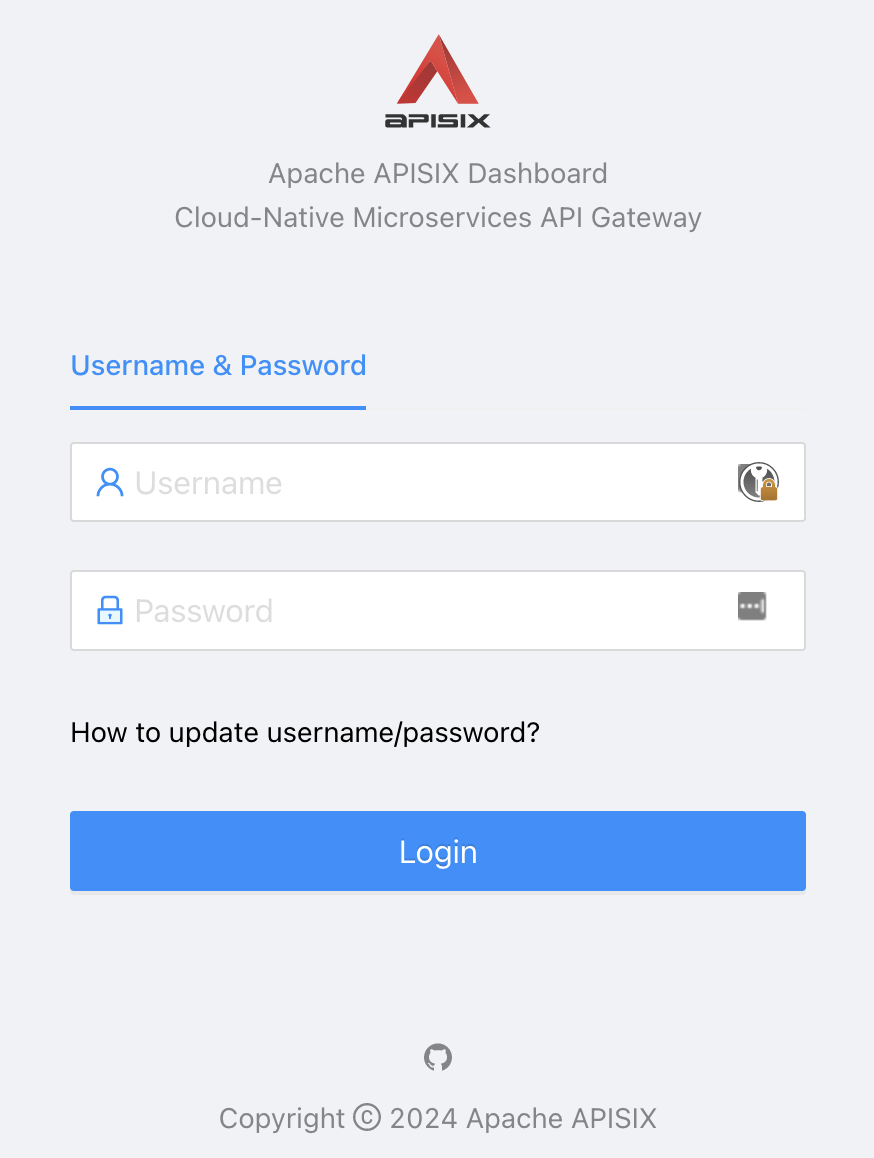 APISIX
Apache APISIX Dashboard
Cloud-Native Microservices API Gateway
Username & Password
Username
Password
How to update username/password?
Login
Copyright © 2024 Apache APISIX